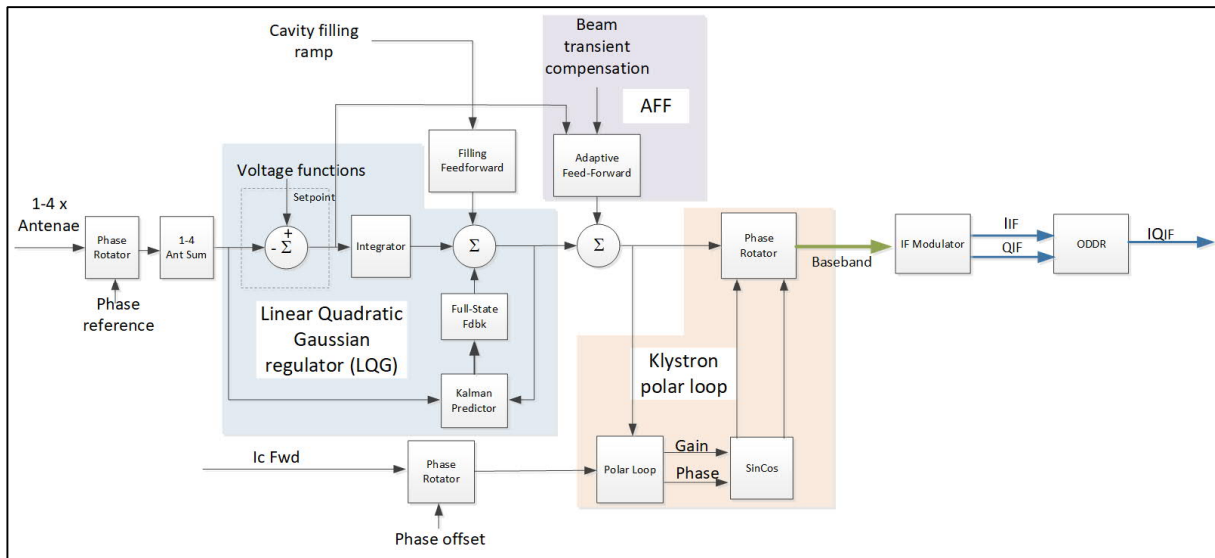 Cavity filling
ramp
Beam
transient
compensation
AFF
Filling
Feedforward
Adaptive
Feed-Forward
Voltage functions
Setpoint
1-4 x
Antenae
Phase
Rotator
1-4
Ant Sum
+
- Σ
Integrator
Σ
Σ
Phase
Rotator
Baseband
IF Modulator
IIF
QIF
ODDR
IQIF
Phase
reference
Linear Quadratic
Gaussian
regulator (LQG)
Full-State
Fdbk
Kalman
Predictor
Klystron
polar loop
Ic Fwd
Phase
Rotator
Polar Loop
Gain
Phase
SinCos
Phase offset